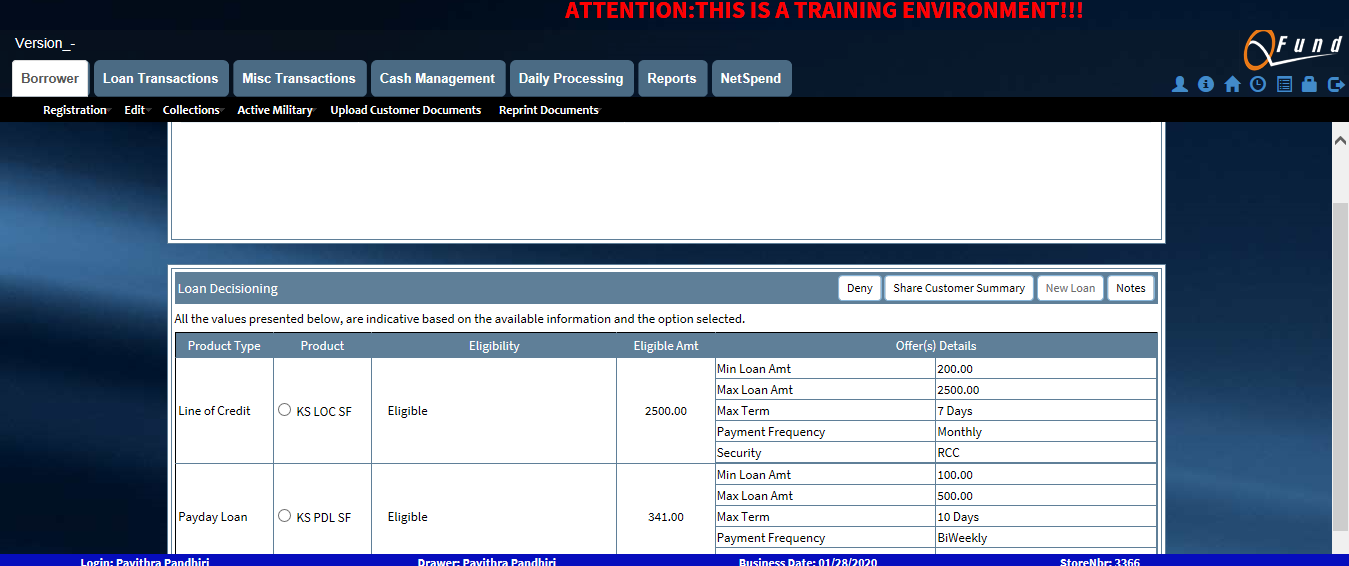 ATTENTION:THIS IS A TRAINING ENVIRONMENT!!!
Version_-
QFund
Borrower Loan Transactions Misc Transactions Cash Management Daily Processing Reports NetSpend
Registration Edit Collections Active Military Upload Customer Documents Reprint Documents
Loan Decisioning Deny Share Customer Summary New Loan Notes
All the values presented below, are indicative based on the available information and the option selected.
Product Type Product Eligibility Eligible Amt Offer(s) Details
Line of Credit KS LOC SF Eligible 2500.00
Min Loan Amt 200.00
Max Loan Amt 2500.00
Max Term 7 Days
Payment Frequency Monthly
Security RCC
Payday Loan KS PDL SF Eligible 341.00
Min Loan Amt 100.00
Max Loan Amt 500.00
Max Term 10 Days
Payment Frequency BiWeekly
Login: Pavithra Pandhiri Drawer: Pavithra Pandhiri Business Date: 01/28/2020 StoreNbr: 3366